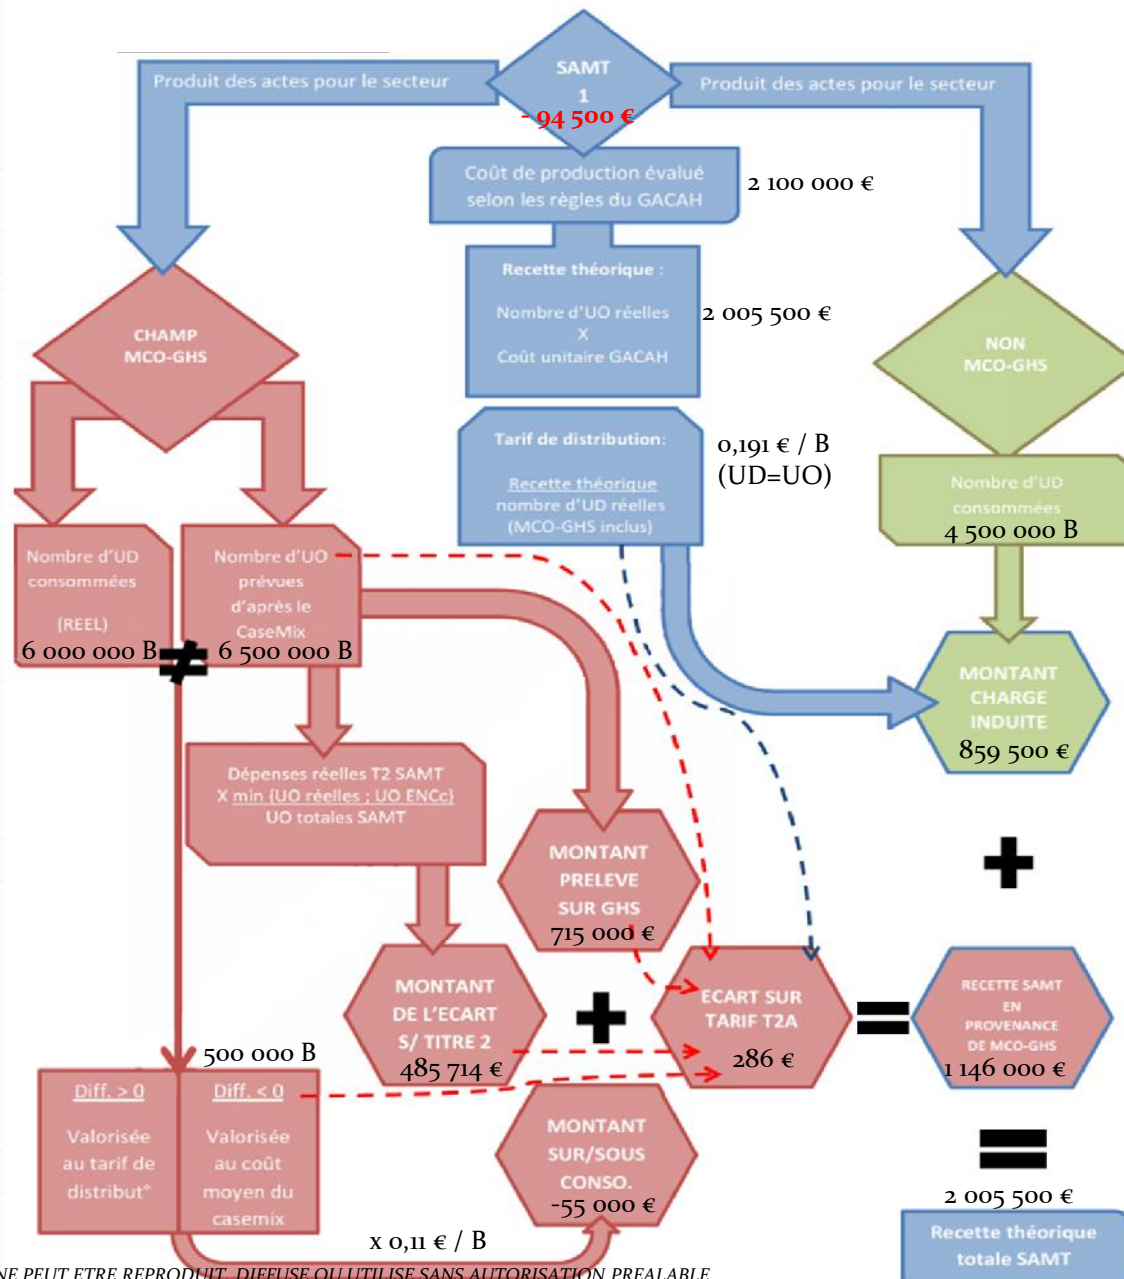 Produit des actes pour le secteur
SAMT
1
- 94 500 €
Produit des actes pour le secteur
Coût de production évalué
selon les règles du GACAH
2 100 000 €
Recette théorique :
Nombre d'UO réelles
X
Coût unitaire GACAH
2 005 500 €
CHAMP
MCO-GHS
NON
MCO-GHS
Tarif de distribution:
Recette théorique
nombre d'UD réelles
(MCO-GHS inclus)
0,191 € / B
(UD=UO)
Nombre d'UD
consommées
4 500 000 B
Nombre d'UD
consommées
(REEL)
6 000 000 B
≠
Nombre d'UO
prévues
d'après le
CaseMix
6 500 000 B
MONTANT
CHARGE
INDUITE
859 500 €
Dépenses réelles T2 SAMT
X min {UO réelles ; UO ENCc}
UO totales SAMT
MONTANT
PRELEVE
SUR GHS
715 000 €
+
MONTANT
DE L'ECART
S/ TITRE 2
485 714 €
+
ECART SUR
TARIF T2A
286 €
=
RECETTE SAMT
EN
PROVENANCE
DE MCO-GHS
1 146 000 €
500 000 B
Diff. > 0
Valorisée
au tarif de
distribut°
Diff. < 0
Valorisée
au coût
moyen du
casemix
MONTANT
SUR/SOUS
CONSO.
-55 000 €
x 0,11 € / B
=
2 005 500 €
Recette théorique
totale SAMT
NE PEUT ETRE REPRODUIT, DIFFUSE OU UTILISE SANS AUTORISATION PREALABLE